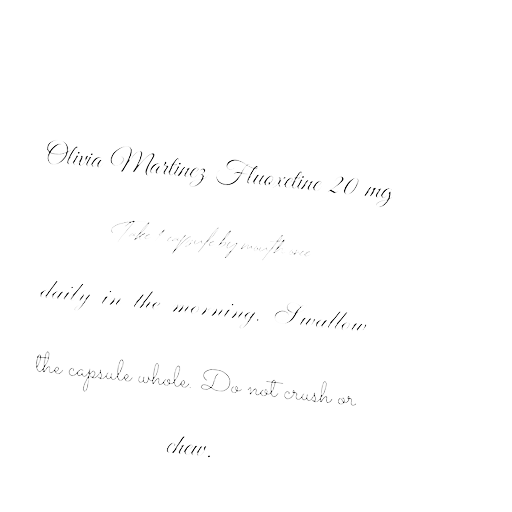 Olivia Martinez Fluoxetine 20 mg
Take 1 capsule by mouth once
daily in the morning. Swallow
the capsule whole. Do not crush or
chew.